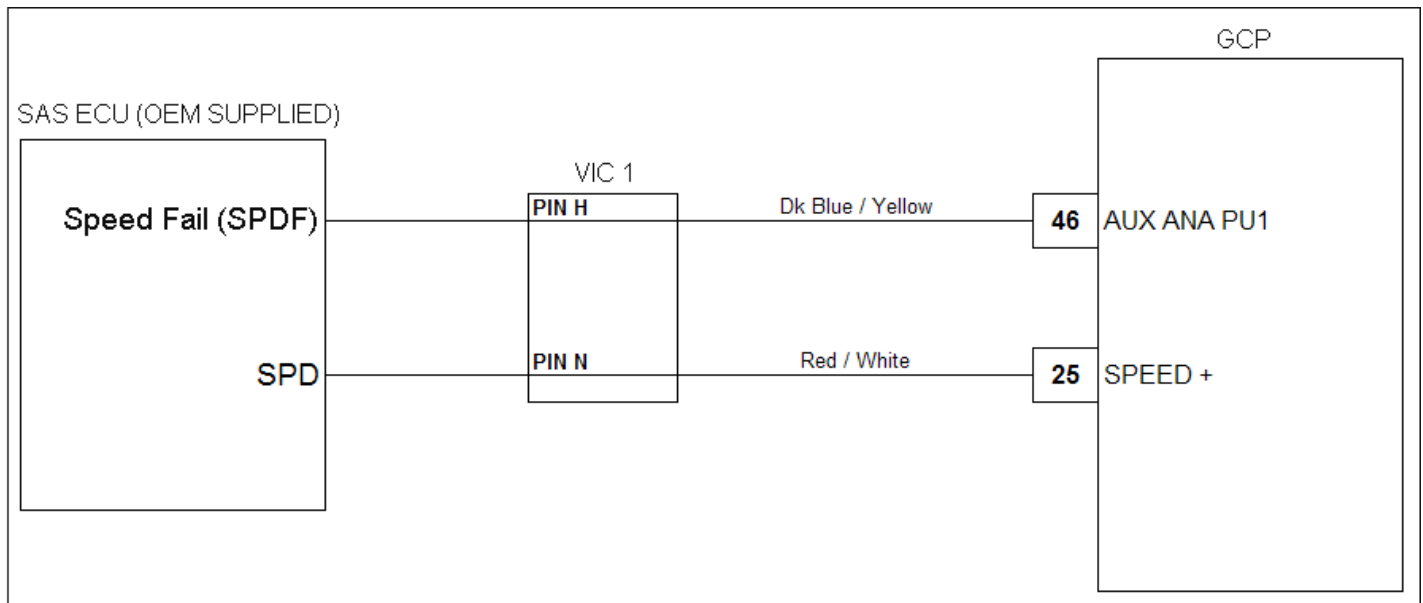 GCP
SAS ECU (OEM SUPPLIED)
VIC 1
Speed Fail (SPDF)
PIN H
Dk Blue / Yellow
46
AUX ANA PU1
SPD
PIN N
Red / White
25
SPEED +